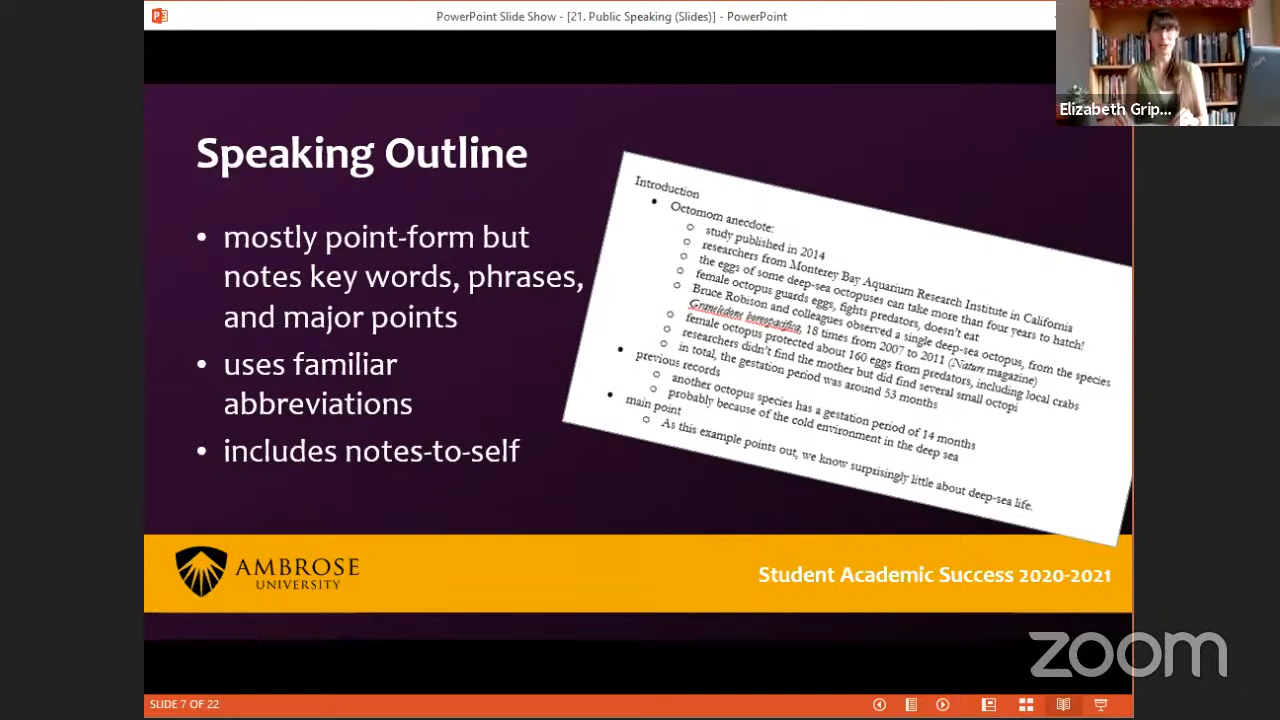 PowerPoint Slide Show - [21. Public Speaking (Slides)] - PowerPoint
Elizabeth Grip...
Speaking Outline
• mostly point-form but
notes key words, phrases,
and major points
• uses familiar
abbreviations
• includes notes-to-self
Introduction
• Octomom anecdote:
o study published in 2014
o researchers from Monterey Bay Aquarium Research Institute in California
o the eggs of some deep-sea octopuses can take more than four years to hatch!
o female octopus guards eggs, fights predators, doesn't eat
o Bruce Robison and colleagues observed a single deep-sea octopus, from the species
Graneledone boreopacifica, 18 times from 2007 to 2011 (Nature magazine)
o female octopus protected about 160 eggs from predators, including local crabs
o researchers didn't find the mother but did find several small octopi
o in total, the gestation period was around 53 months
• previous records
o another octopus species has a gestation period of 14 months
o probably because of the cold environment in the deep sea
• main point
o As this example points out, we know surprisingly little about deep-sea life.
AMBROSE
UNIVERSITY
Student Academic Success 2020-2021
zoom
SLIDE 7 OF 22